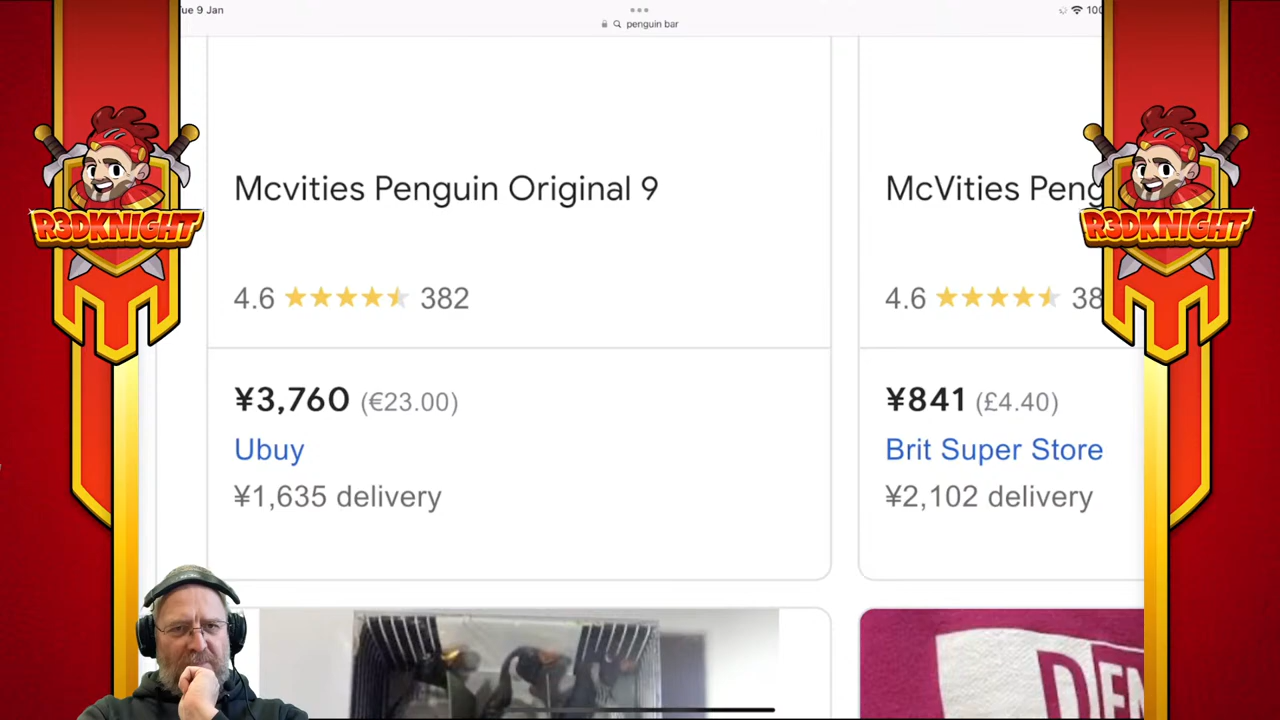 ue 9 Jan
penguin bar
100
Mcvities Penguin Original 9
McVities Peng
4.6
382
4.6
38
¥3,760 (€23.00)
¥841 (£4.40)
Ubuy
Brit Super Store
¥1,635 delivery
¥2,102 delivery
R3DKNIGHT
R3DKNIGHT